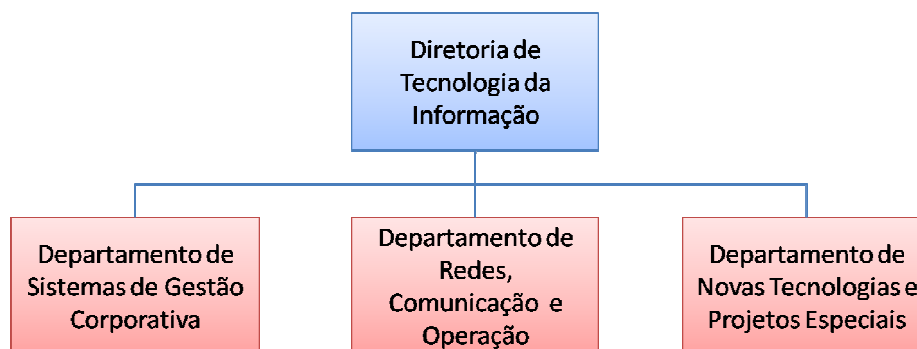 Diretoria de
Tecnologia da
Informação
Departamento de
Sistemas de Gestão
Corporativa
Departamento de
Redes,
Comunicação e
Operação
Departamento de
Novas Tecnologias e
Projetos Especiais